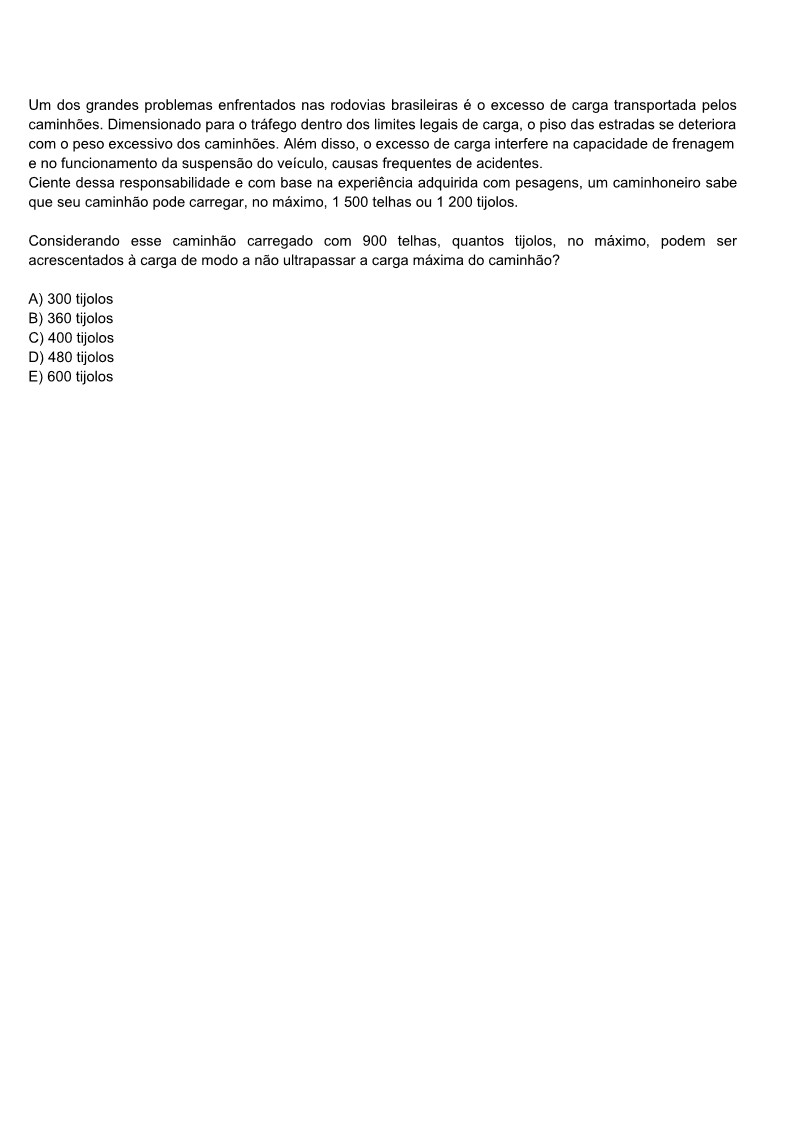 Um dos grandes problemas enfrentados nas rodovias brasileiras é o excesso de carga transportada pelos
caminhões. Dimensionado para o tráfego dentro dos limites legais de carga, o piso das estradas se deteriora
com o peso excessivo dos caminhões. Além disso, o excesso de carga interfere na capacidade de frenagem
e no funcionamento da suspensão do veículo, causas frequentes de acidentes.
Ciente dessa responsabilidade e com base na experiência adquirida com pesagens, um caminhoneiro sabe
que seu caminhão pode carregar, no máximo, 1 500 telhas ou 1 200 tijolos.
Considerando esse caminhão carregado com 900 telhas, quantos tijolos, no máximo, podem ser
acrescentados à carga de modo a não ultrapassar a carga máxima do caminhão?
A) 300 tijolos
B) 360 tijolos
C) 400 tijolos
D) 480 tijolos
E) 600 tijolos